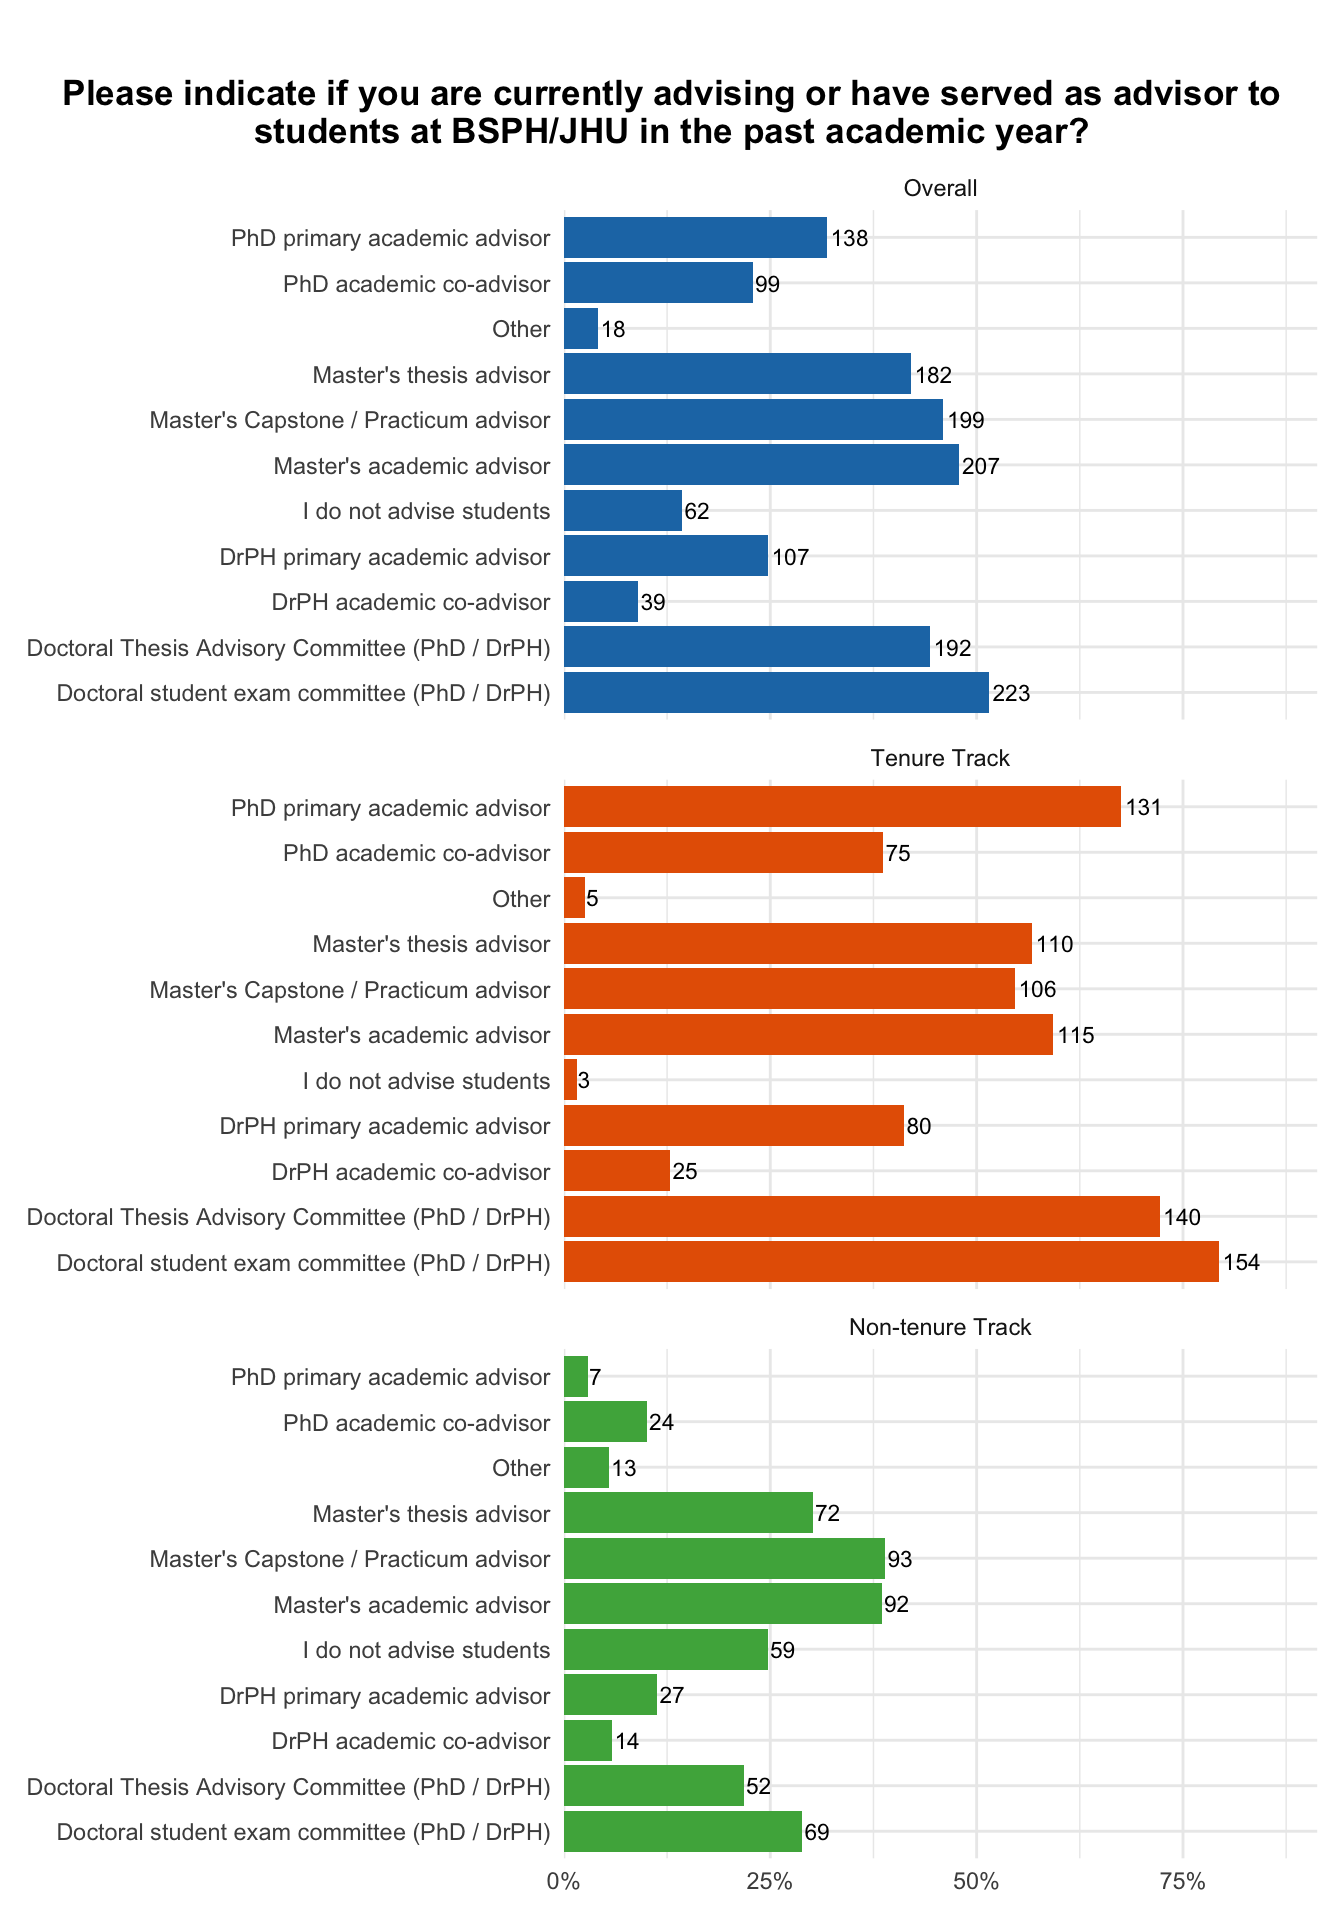 Please indicate if you are currently advising or have served as advisor to
students at BSPH/JHU in the past academic year?
Overall
PhD primary academic advisor 138
PhD academic co-advisor 99
Other 18
Master's thesis advisor 182
Master's Capstone / Practicum advisor 199
Master's academic advisor 207
I do not advise students 62
DrPH primary academic advisor 107
DrPH academic co-advisor 39
Doctoral Thesis Advisory Committee (PhD / DrPH) 192
Doctoral student exam committee (PhD / DrPH) 223
Tenure Track
PhD primary academic advisor 131
PhD academic co-advisor 75
Other 5
Master's thesis advisor 110
Master's Capstone / Practicum advisor 106
Master's academic advisor 115
I do not advise students 3
DrPH primary academic advisor 80
DrPH academic co-advisor 25
Doctoral Thesis Advisory Committee (PhD / DrPH) 140
Doctoral student exam committee (PhD / DrPH) 154
Non-tenure Track
PhD primary academic advisor 7
PhD academic co-advisor 24
Other 13
Master's thesis advisor 72
Master's Capstone / Practicum advisor 93
Master's academic advisor 92
I do not advise students 59
DrPH primary academic advisor 27
DrPH academic co-advisor 14
Doctoral Thesis Advisory Committee (PhD / DrPH) 52
Doctoral student exam committee (PhD / DrPH) 69
0% 25% 50% 75%